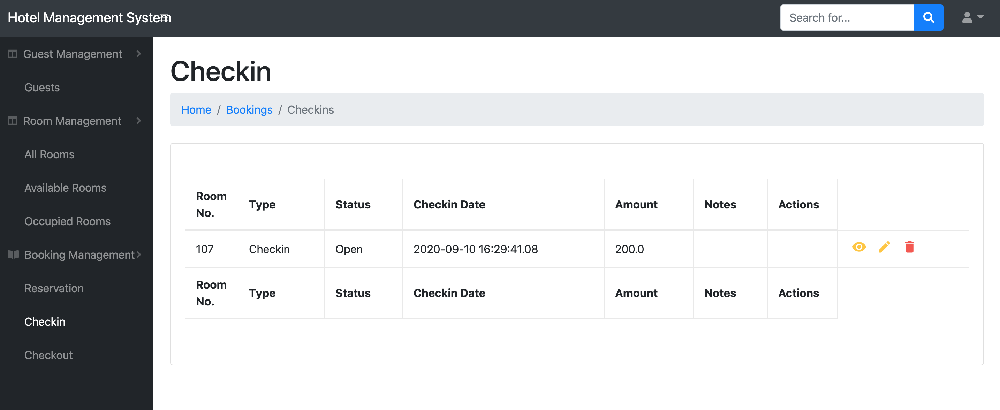 Hotel Management System
Search for...
Guest Management
Guests
Room Management
All Rooms
Available Rooms
Occupied Rooms
Booking Management
Reservation
Checkin
Checkout
Checkin
Home / Bookings / Checkins
Room No. Type Status Checkin Date Amount Notes Actions
107 Checkin Open 2020-09-10 16:29:41.08 200.0
Room No. Type Status Checkin Date Amount Notes Actions